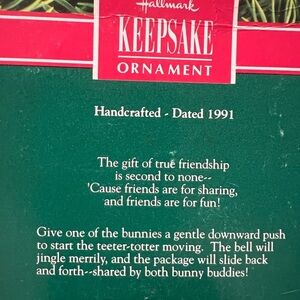 Hallmark
KEEPSAKE
ORNAMENT
Handcrafted - Dated 1991
The gift of true friendship
is second to none--
'Cause friends are for sharing,
and friends are for fun!
Give one of the bunnies a gentle downward push
to start the teeter-totter moving. The bell will
jingle merrily, and the package will slide back
and forth--shared by both bunny buddies!